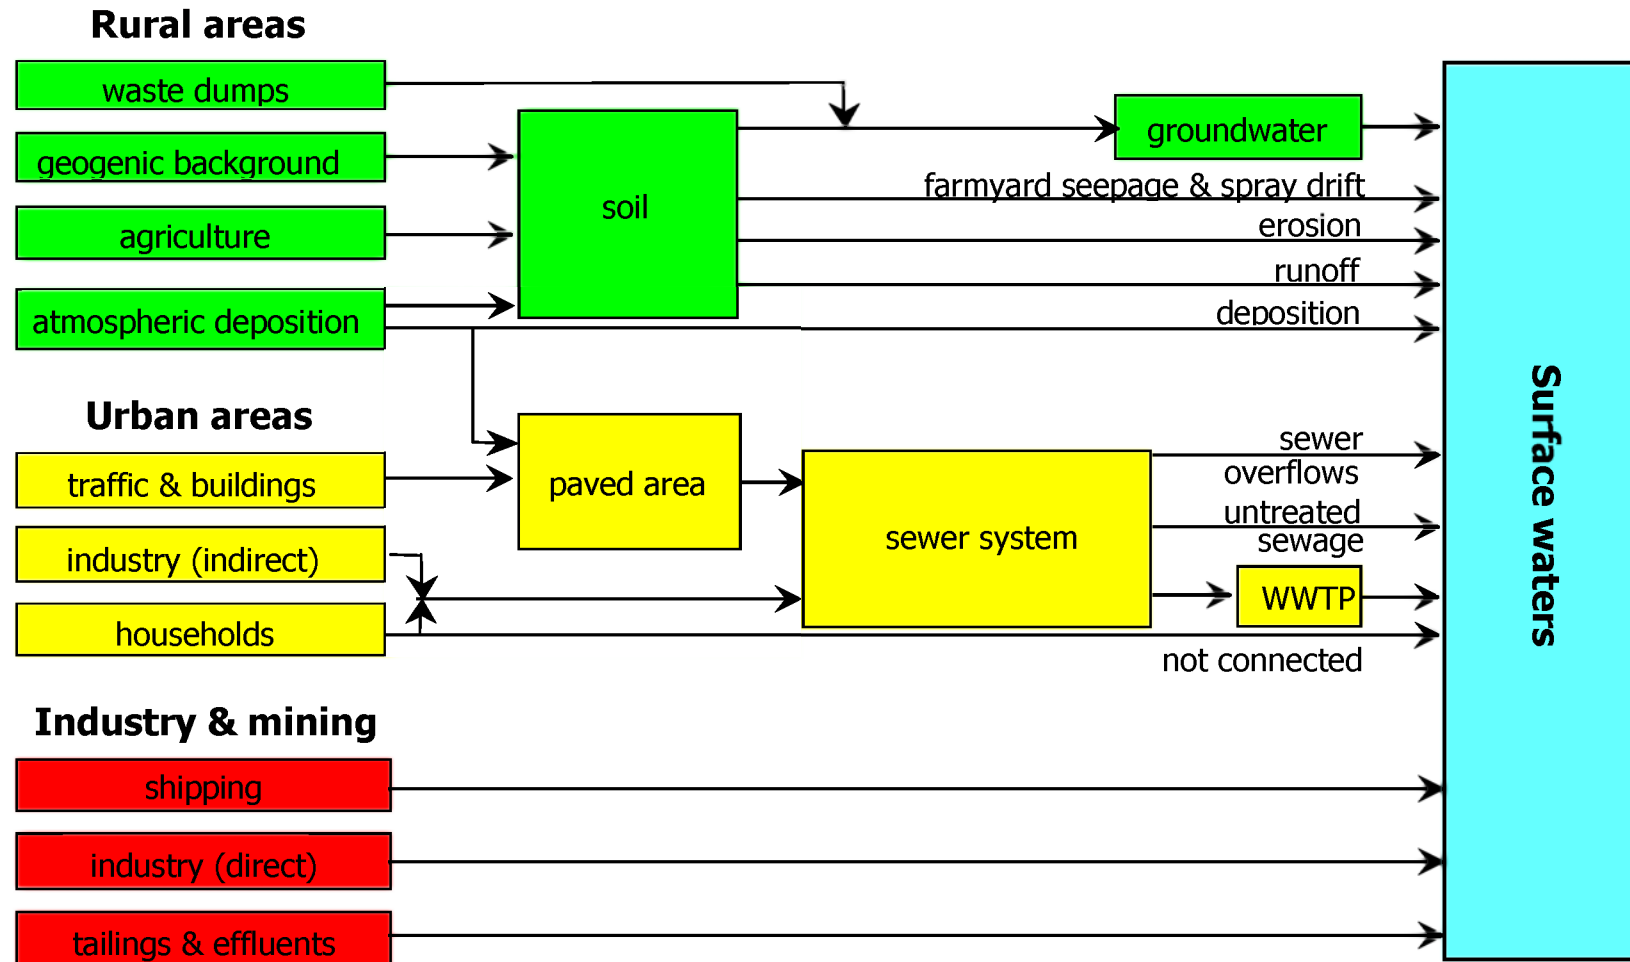 Rural areas
waste dumps
geogenic background
agriculture
atmospheric deposition
soil
groundwater
farmyard seepage & spray drift
erosion
runoff
deposition
Urban areas
traffic & buildings
industry (indirect)
households
paved area
sewer system
sewer
overflows
untreated
sewage
WWTP
not connected
Industry & mining
shipping
industry (direct)
tailings & effluents
Surface waters